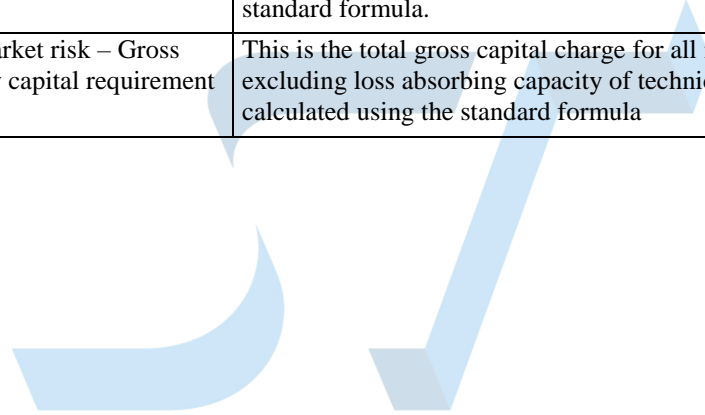 standard formula.
arket risk – Gross
capital requirement
This is the total gross capital charge for all
excluding loss absorbing capacity of techni
calculated using the standard formula